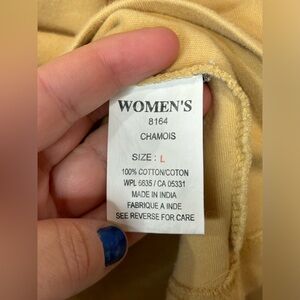 WOMEN'S
8164
CHAMOIS
SIZE : L
100% COTTON/COTON
WPL 6835 / CA 05331
MADE IN INDIA
FABRIQUE A INDE
SEE REVERSE FOR CARE